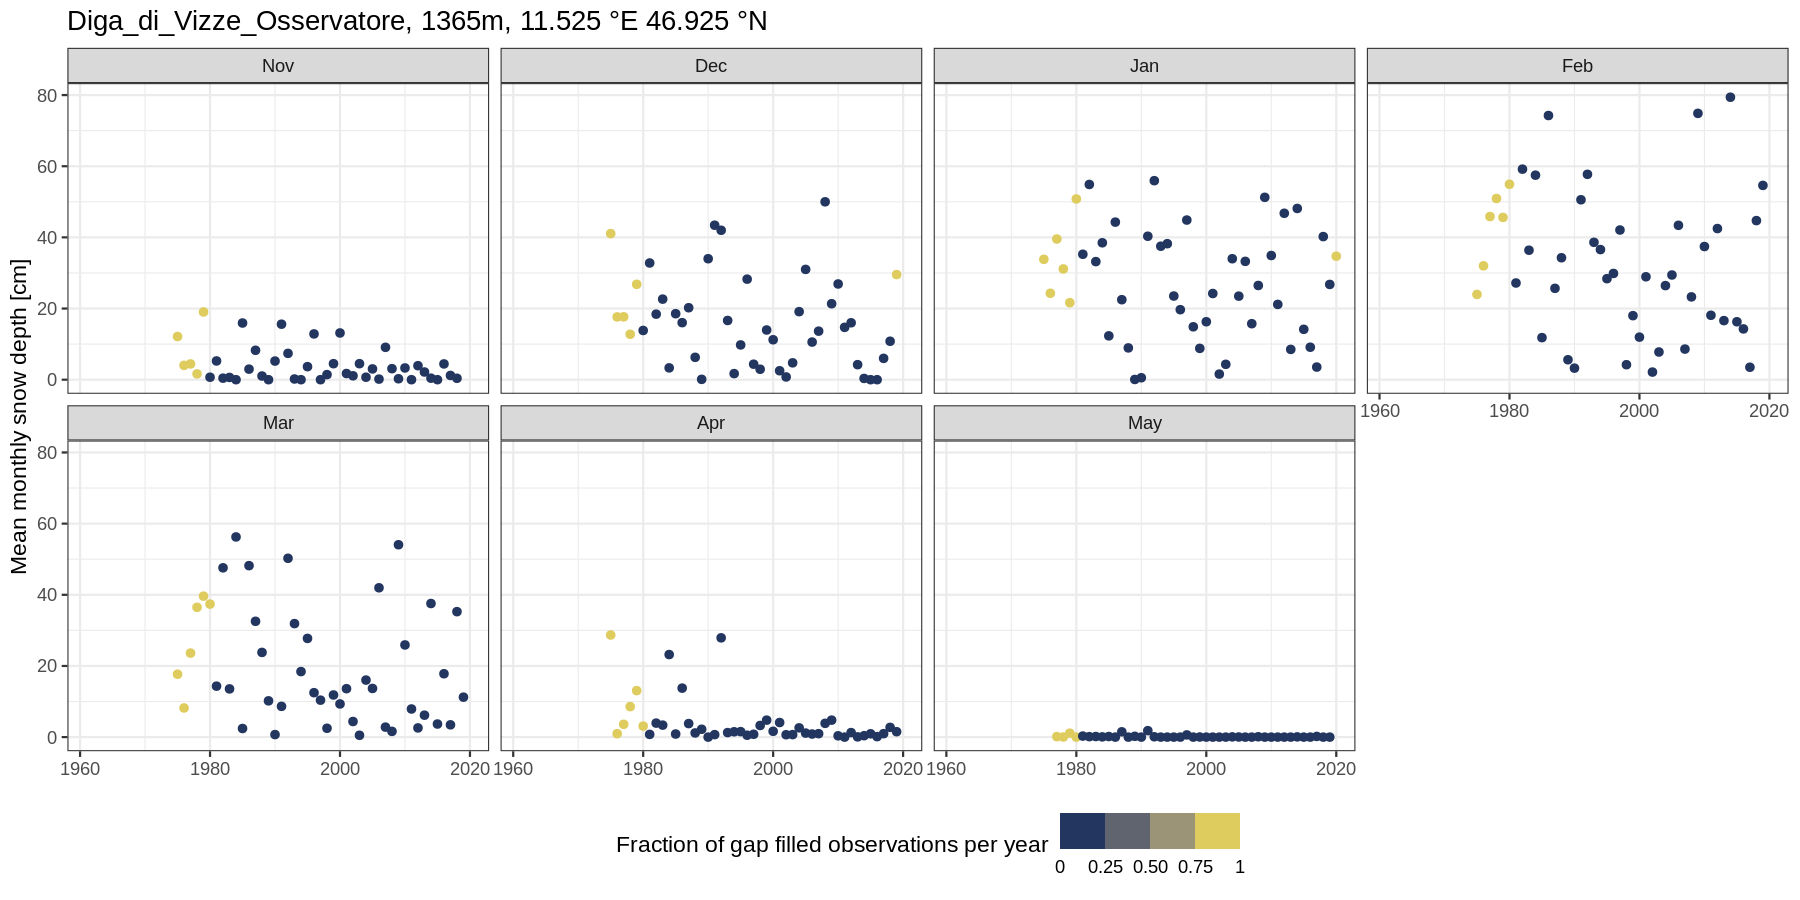 Diga_di_Vizze_Osservatore, 1365m, 11.525 °E 46.925 °N
Nov Dec Jan Feb
80
60
40
20
0
1960 1980 2000 2020
Mar Apr May
80
60
40
20
0
1960 1980 2000 2020 1960 1980 2000 2020 1960 1980 2000 2020
Mean monthly snow depth [cm]
Fraction of gap filled observations per year
0 0.25 0.50 0.75 1